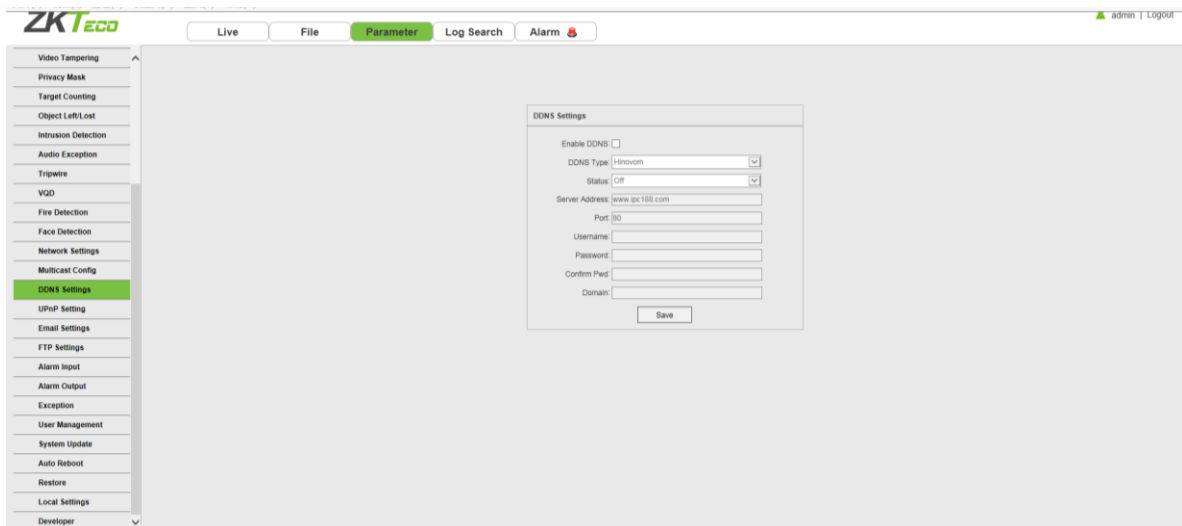 admin | Logout
ZKTeco
Live File Parameter Log Search Alarm
Video Tampering
Privacy Mask
Target Counting
Object Left/Lost
Intrusion Detection
Audio Exception
Tripwire
VQD
Fire Detection
Face Detection
Network Settings
Multicast Config
DDNS Settings
UPnP Setting
Email Settings
FTP Settings
Alarm Input
Alarm Output
Exception
User Management
System Update
Auto Reboot
Restore
Local Settings
Developer
DDNS Settings
Enable DDNS:
DDNS Type: Hinovom
Status: Off
Server Address: www.ipc188.com
Port: 80
Username:
Password:
Confirm Pwd:
Domain:
Save